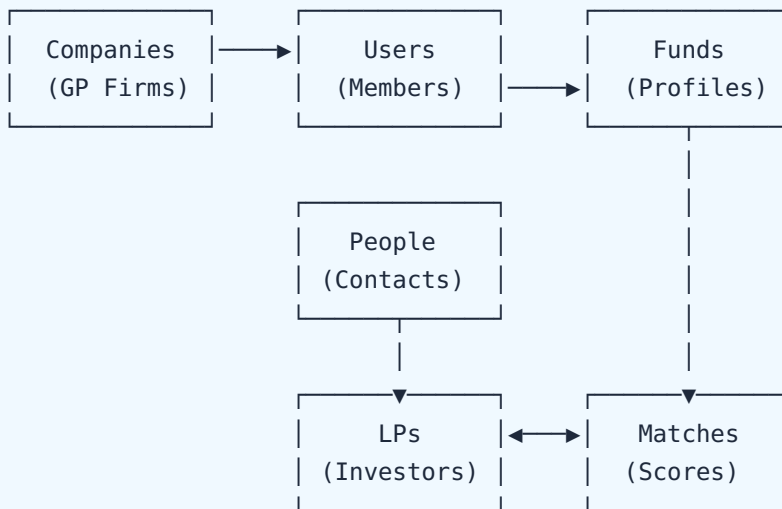 Companies Users Funds
(GP Firms) (Members) (Profiles)
People
(Contacts)
LPs Matches
(Investors) (Scores)